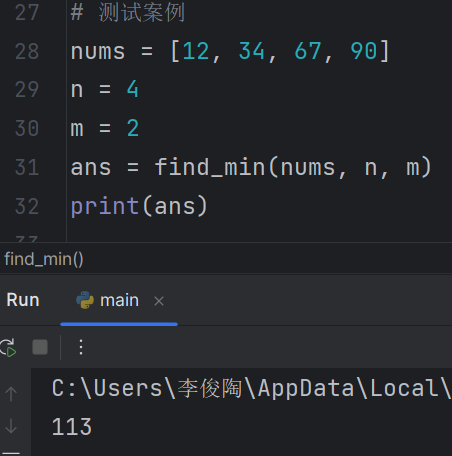 27 # 测试案例
28 nums = [12, 34, 67, 90]
29 n = 4
30 m = 2
31 ans = find_min(nums, n, m)
32 print(ans)
find_min()
Run main ×
C:\Users\李俊陶\AppData\Local\
113